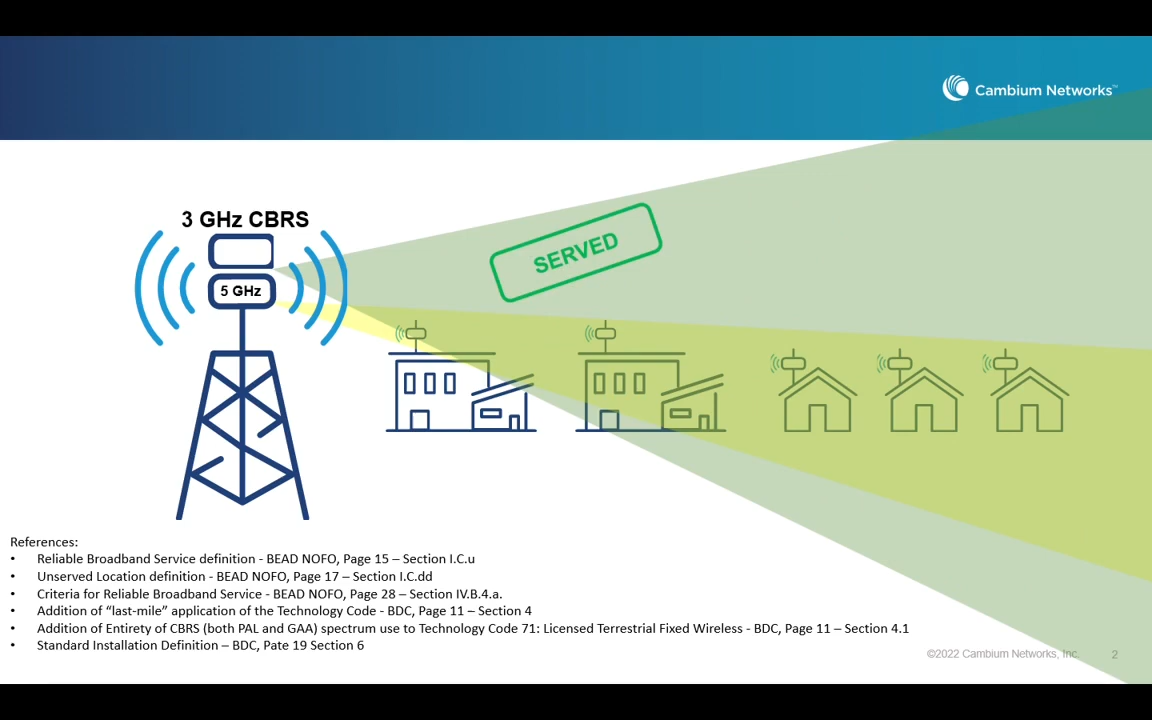 Cambium Networks™
3 GHz CBRS
5 GHz
SERVED
References:
• Reliable Broadband Service definition - BEAD NOFO, Page 15 – Section I.C.u
• Unserved Location definition - BEAD NOFO, Page 17 – Section I.C.dd
• Criteria for Reliable Broadband Service - BEAD NOFO, Page 28 – Section IV.B.4.a.
• Addition of “last-mile” application of the Technology Code - BDC, Page 11 – Section 4
• Addition of Entirety of CBRS (both PAL and GAA) spectrum use to Technology Code 71: Licensed Terrestrial Fixed Wireless - BDC, Page 11 – Section 4.1
• Standard Installation Definition – BDC, Pate 19 Section 6
©2022 Cambium Networks, Inc. 2